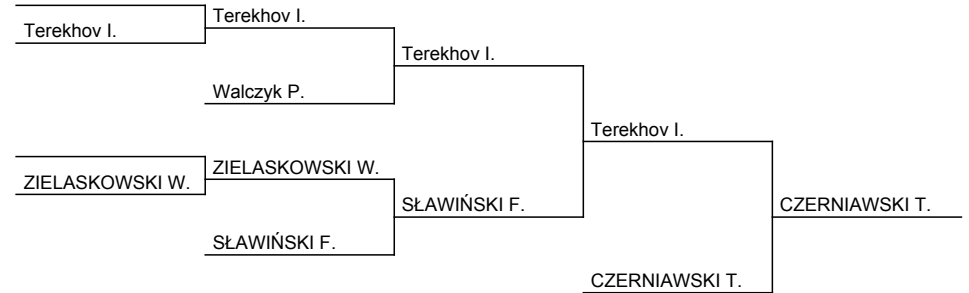 Terekhov I.
Terekhov I.
Terekhov I.
Walczyk P.
Terekhov I.
ZIELASKOWSKI W.
ZIELASKOWSKI W.
SŁAWIŃSKI F.
CZERNIAWSKI T.
SŁAWIŃSKI F.
CZERNIAWSKI T.